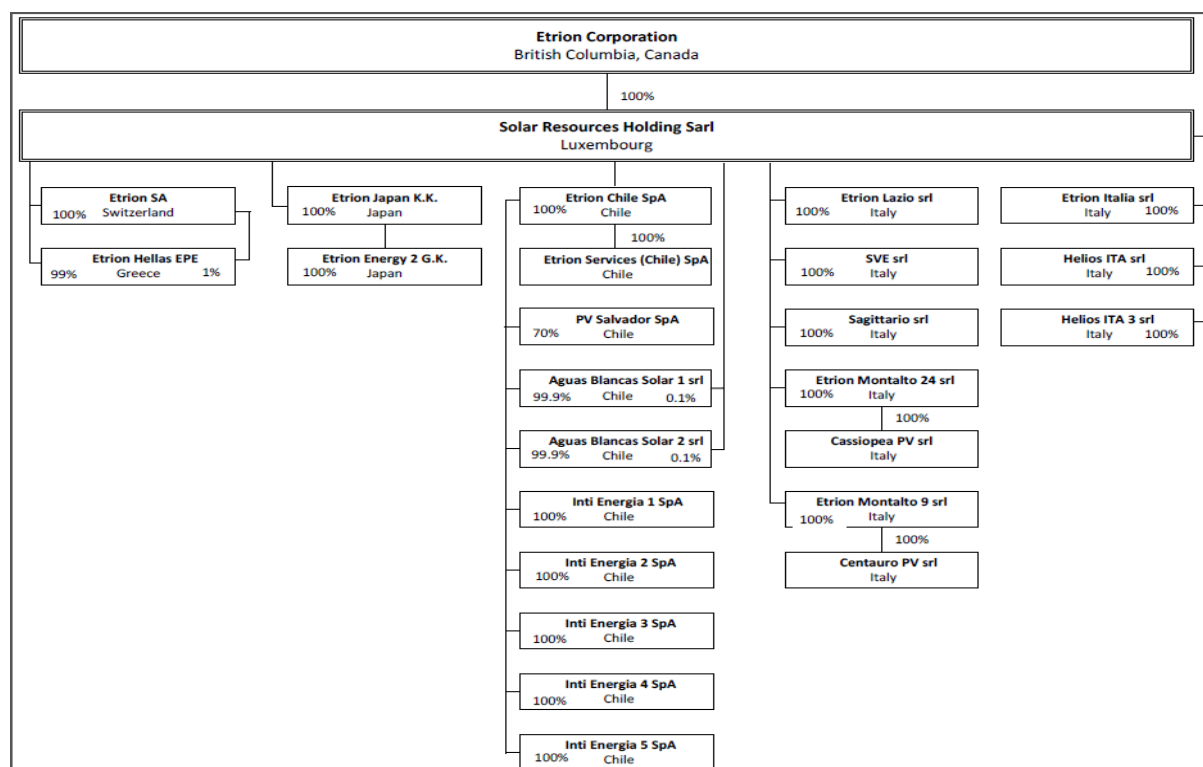 Etrion Corporation
British Columbia, Canada
100%
Solar Resources Holding Sarl
Luxembourg
Etrion SA
100% Switzerland
Etrion Hellas EPE
99% Greece 1%
Etrion Japan K.K.
100% Japan
Etrion Energy 2 G.K.
100% Japan
Etrion Chile SpA
100% Chile
100%
Etrion Services (Chile) SpA
Chile
PV Salvador SpA
70% Chile
Aguas Blancas Solar 1 srl
99.9% Chile 0.1%
Aguas Blancas Solar 2 srl
99.9% Chile 0.1%
Inti Energia 1 SpA
100% Chile
Inti Energia 2 SpA
100% Chile
Inti Energia 3 SpA
100% Chile
Inti Energia 4 SpA
100% Chile
Inti Energia 5 SpA
100% Chile
Etrion Lazio srl
100% Italy
SVE srl
100% Italy
Sagittario srl
100% Italy
Etrion Montalto 24 srl
100% Italy
100%
Cassiopea PV srl
Italy
Etrion Montalto 9 srl
100% Italy
100%
Centauro PV srl
Italy
Etrion Italia srl
Italy 100%
Helios ITA srl
Italy 100%
Helios ITA 3 srl
Italy 100%